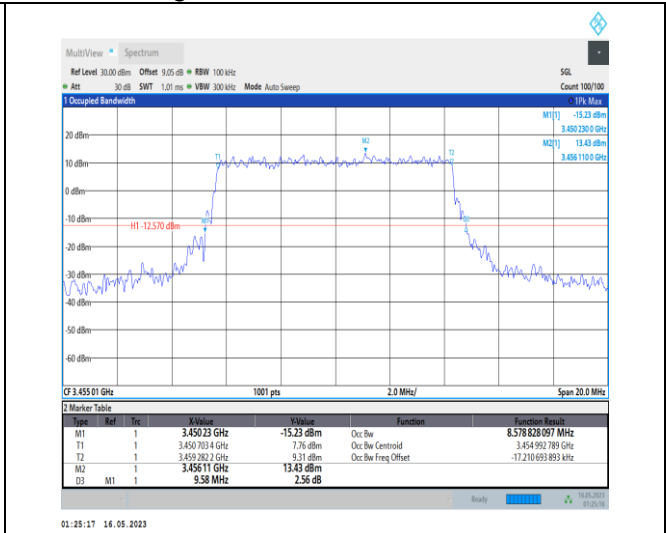 MultiView Spectrum
Ref Level 30.00 dBm Offset 9.05 dB RBW 100 kHz SGL
Att 30 dB SWT 1.01 ms VBW 300 kHz Mode Auto Sweep Count 100/100
1 Occupied Bandwidth 1Pk Max
M1[1] -15.23 dBm
3.450 230 0 GHz
M2[1] 13.43 dBm
3.456 110 0 GHz
20 dBm
M2
T1
T2
10 dBm
0 dBm
-10 dBm
H1 -12.570 dBm
M1
D3
-20 dBm
-30 dBm
-40 dBm
-50 dBm
-60 dBm
CF 3.455 01 GHz 1001 pts 2.0 MHz/ Span 20.0 MHz
2 Marker Table
Type Ref Trc X-Value Y-Value Function Function Result
M1 1 3.450 23 GHz -15.23 dBm Occ Bw 8.578 828 097 MHz
T1 1 3.450 703 4 GHz 7.76 dBm Occ Bw Centroid 3.454 992 789 GHz
T2 1 3.459 282 2 GHz 9.31 dBm Occ Bw Freq Offset -17.210 693 893 kHz
M2 1 3.456 11 GHz 13.43 dBm
D3 M1 1 9.58 MHz 2.56 dB
Ready 16.05.2023
01:25:16
01:25:17 16.05.2023